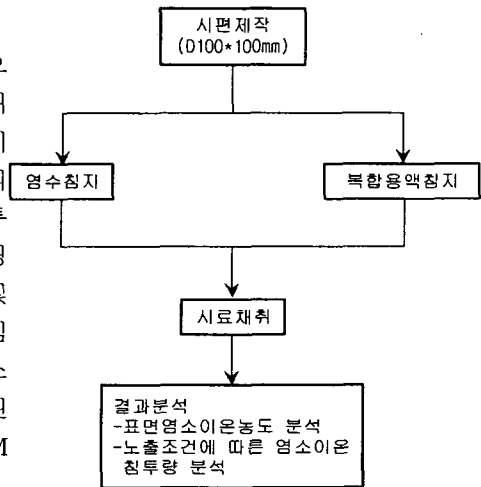 시편제작
(D100*100mm)
염수침지
복합용액침지
시료채취
결과분석
-표면염소이온농도 분석
-노출조건에 따른 염소이온
침투량 분석